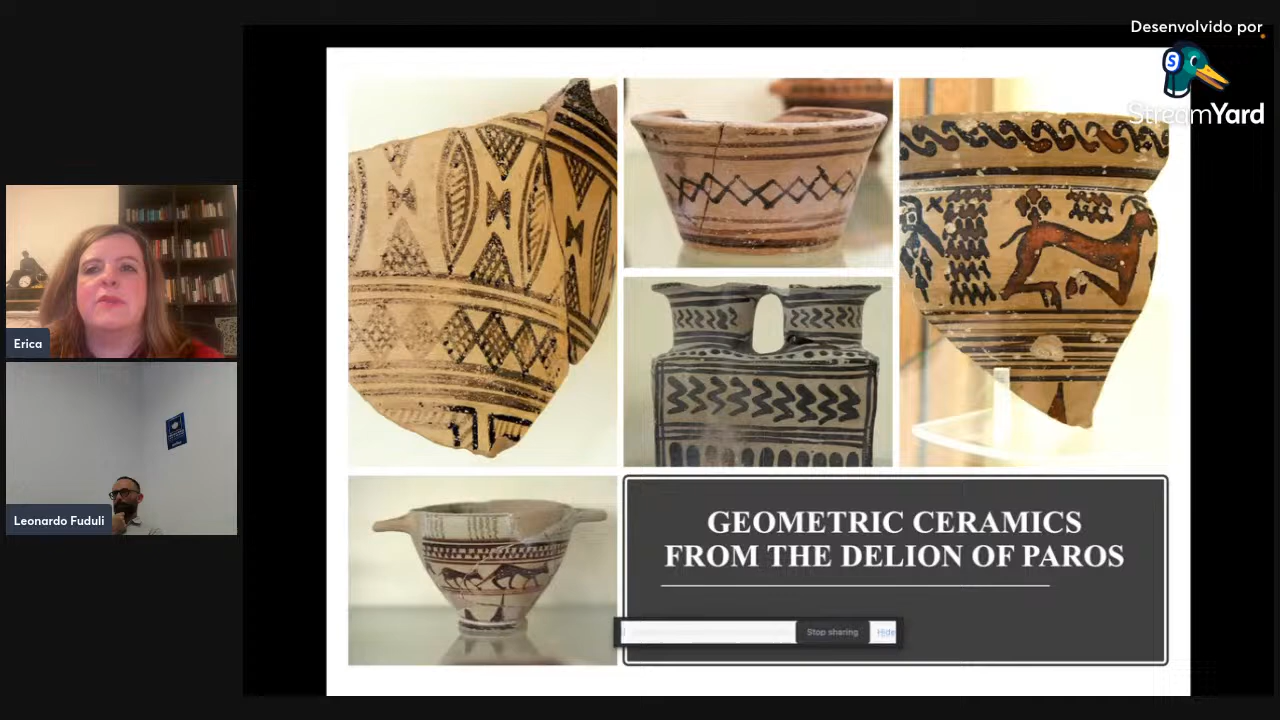 Desenvolvido por
StreamYard
Erica
Leonardo Fuduli
GEOMETRIC CERAMICS
FROM THE DELION OF PAROS
Stop sharing
Hide